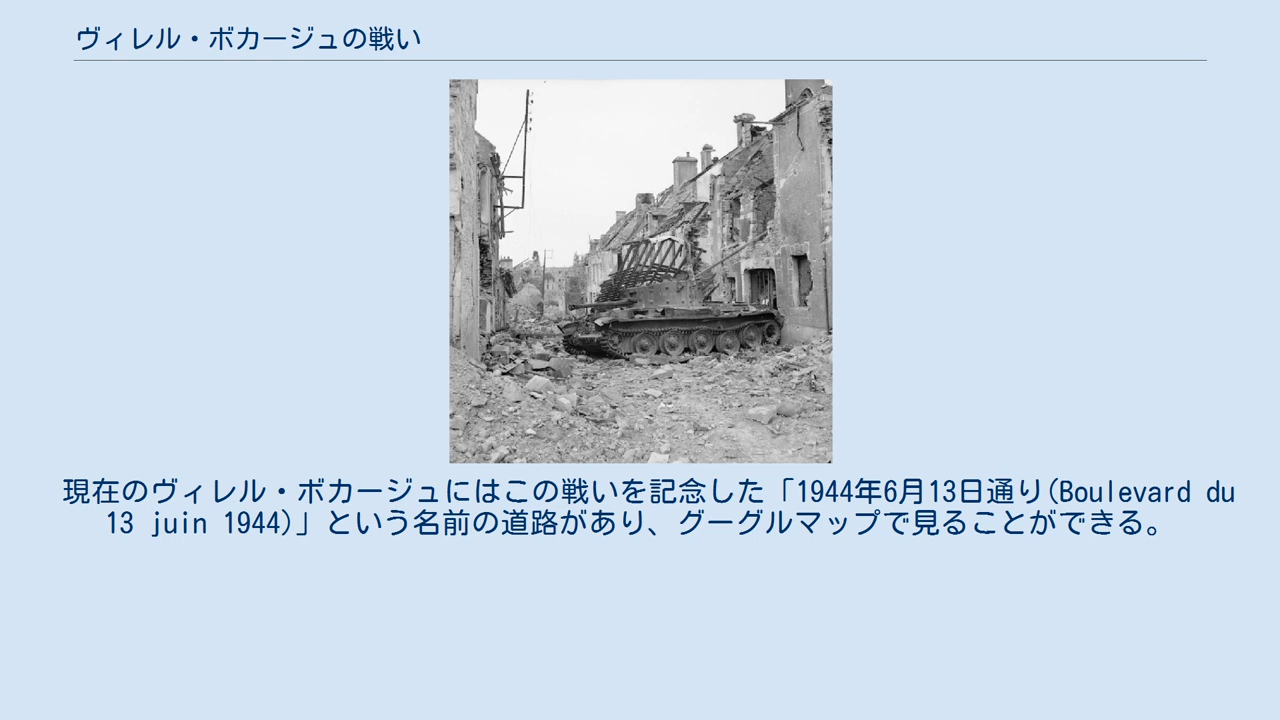 ヴィレル・ボカージュの戦い
現在のヴィレル・ボカージュにはこの戦いを記念した「1944年6月13日通り(Boulevard du
13 juin 1944)」という名前の道路があり、グーグルマップで見ることができる。